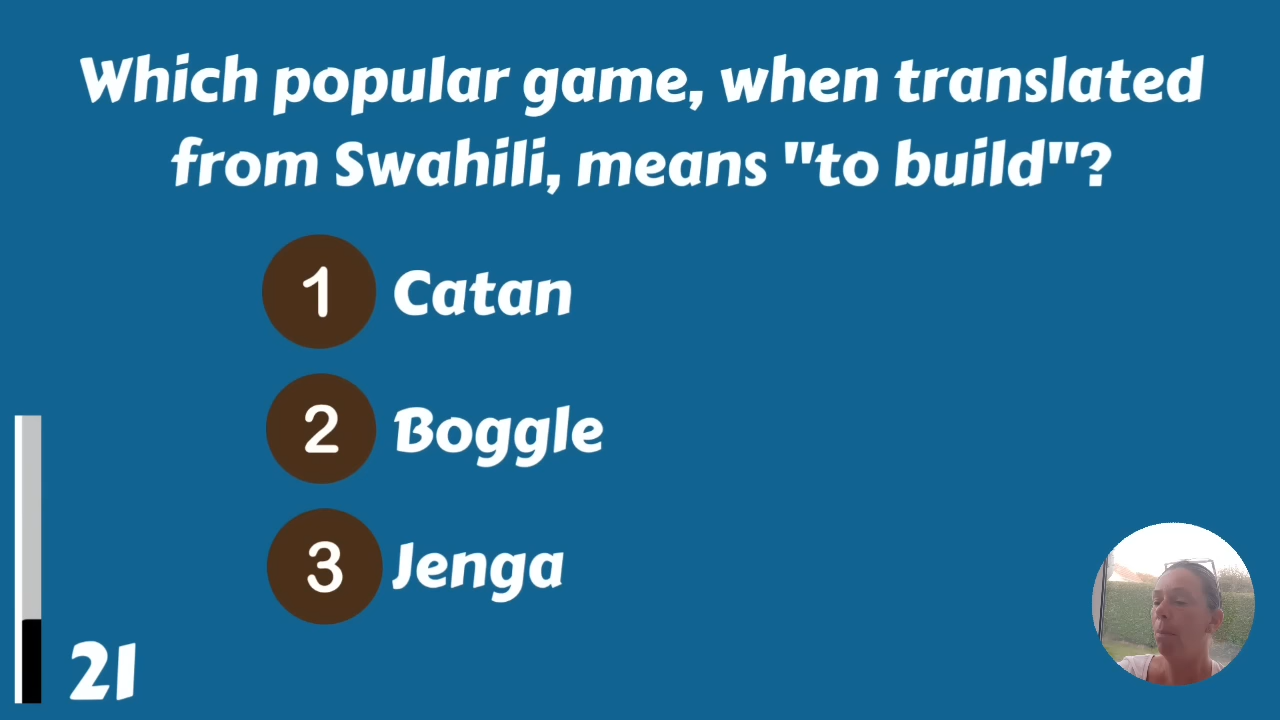 Which popular game, when translated
from Swahili, means "to build"?
1 Catan
2 Boggle
3 Jenga
21